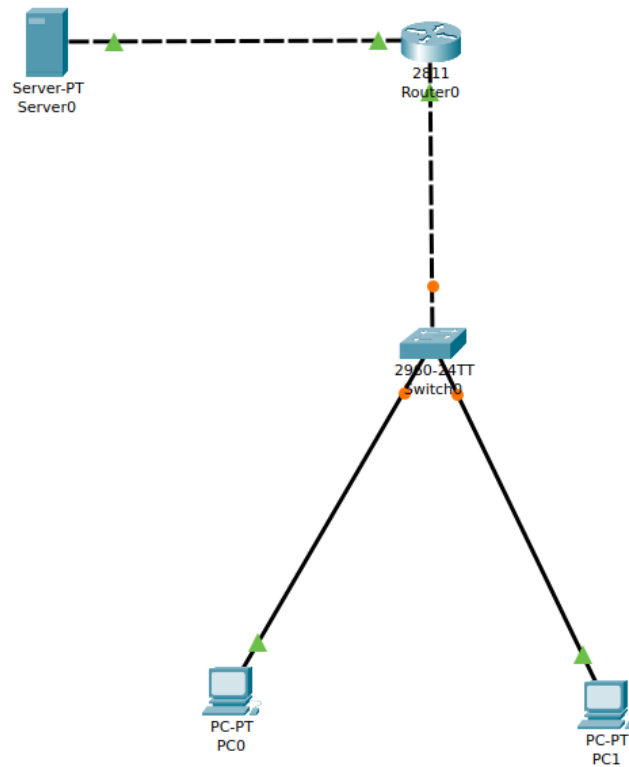 Server-PT
Server0
2811
Router0
2960-24TT
Switch0
PC-PT
PC0
PC-PT
PC1